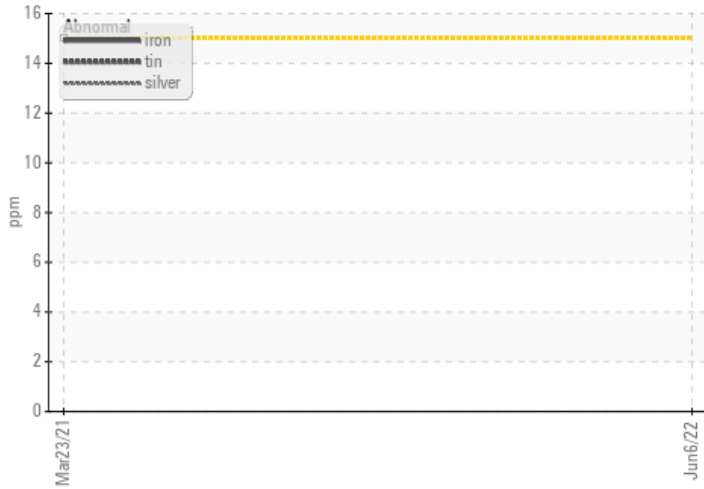 16
Abnormal
iron
tin
silver
14
12
10
8
6
4
2
0
ppm
Mar23/21
Jun6/22